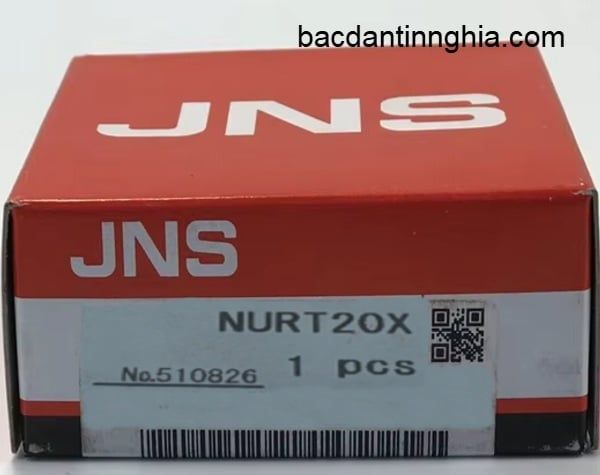 bacdantinnghia.com
JNS
JNS
NURT20X
No.510826 1 pcs